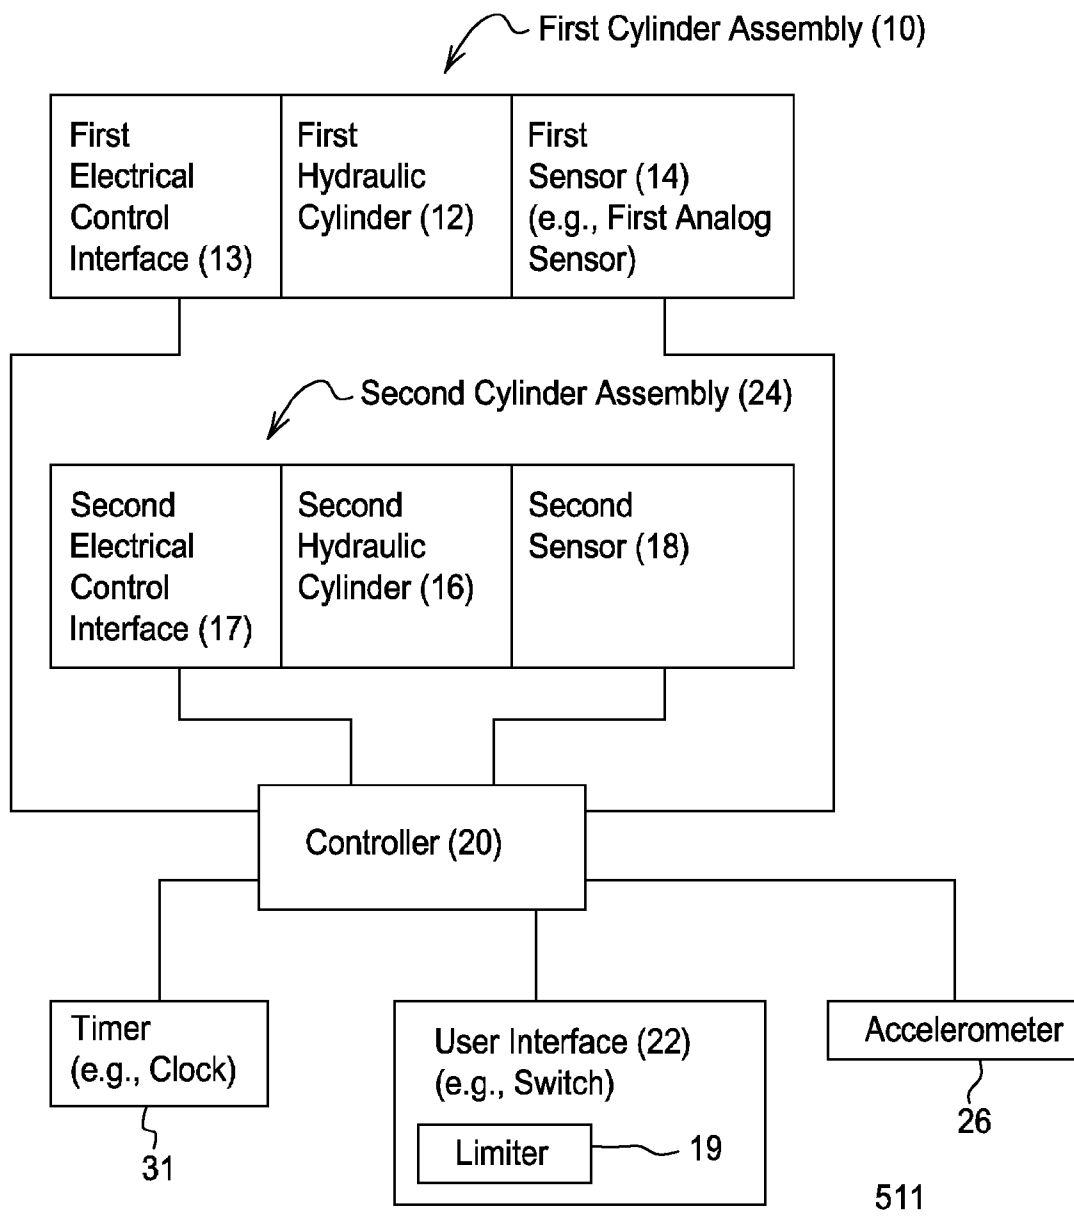 First Cylinder Assembly (10)
First
Electrical
Control
Interface (13)
First
Hydraulic
Cylinder (12)
First
Sensor (14)
(e.g., First Analog
Sensor)
Second Cylinder Assembly (24)
Second
Electrical
Control
Interface (17)
Second
Hydraulic
Cylinder (16)
Second
Sensor (18)
Controller (20)
Timer
(e.g., Clock)
31
User Interface (22)
(e.g., Switch)
Limiter
19
Accelerometer
26
511